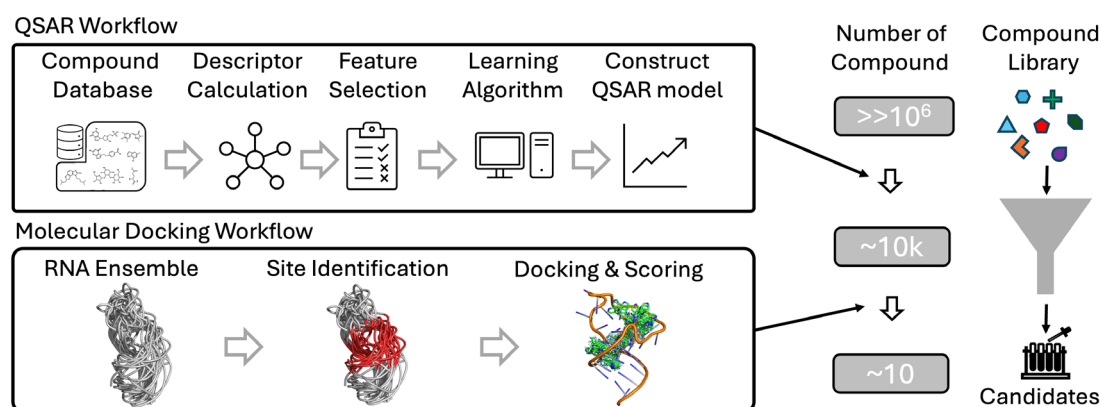 QSAR Workflow
Compound
Database
Descriptor
Calculation
Feature
Selection
Learning
Algorithm
Construct
QSAR model
Molecular Docking Workflow
RNA Ensemble
Site Identification
Docking & Scoring
Number of
Compound
>>10⁶
~10k
~10
Compound
Library
Candidates